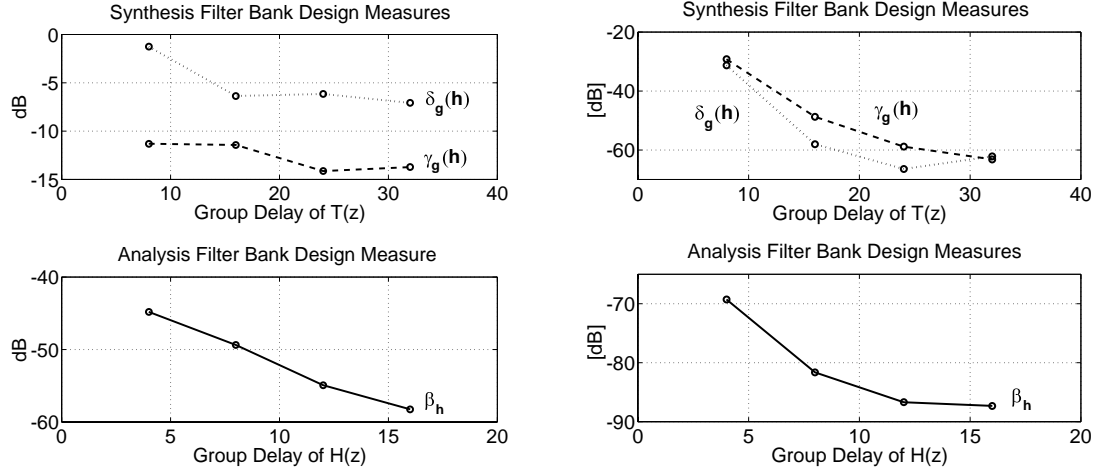 Synthesis Filter Bank Design Measures
0
-5
-10
-15
dB
δg(h)
γg(h)
0 10 20 30 40
Group Delay of T(z)
Synthesis Filter Bank Design Measures
-20
-40
-60
[dB]
δg(h)
γg(h)
0 10 20 30 40
Group Delay of T(z)
Analysis Filter Bank Design Measure
-40
-50
-60
dB
βh
0 5 10 15 20
Group Delay of H(z)
Analysis Filter Bank Design Measures
-70
-80
-90
[dB]
βh
0 5 10 15 20
Group Delay of H(z)